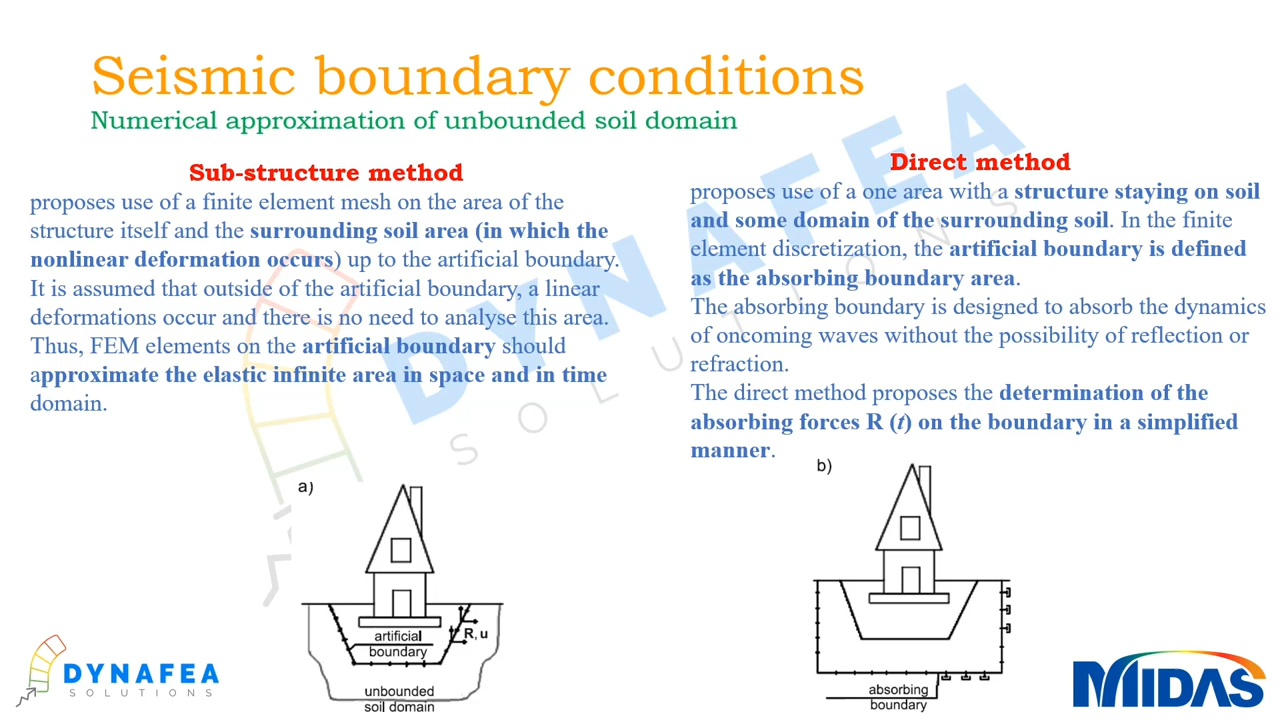 Seismic boundary conditions
Numerical approximation of unbounded soil domain
Sub-structure method
proposes use of a finite element mesh on the area of the
structure itself and the surrounding soil area (in which the
nonlinear deformation occurs) up to the artificial boundary.
It is assumed that outside of the artificial boundary, a linear
deformations occur and there is no need to analyse this area.
Thus, FEM elements on the artificial boundary should
approximate the elastic infinite area in space and in time
domain.
a)
artificial
boundary
R, u
unbounded
soil domain
Direct method
proposes use of a one area with a structure staying on soil
and some domain of the surrounding soil. In the finite
element discretization, the artificial boundary is defined
as the absorbing boundary area.
The absorbing boundary is designed to absorb the dynamics
of oncoming waves without the possibility of reflection or
refraction.
The direct method proposes the determination of the
absorbing forces R (t) on the boundary in a simplified
manner.
b)
absorbing
boundary
DYNAFEA
SOLUTIONS
DYNAFEA
SOLUTIONS
MIDAS